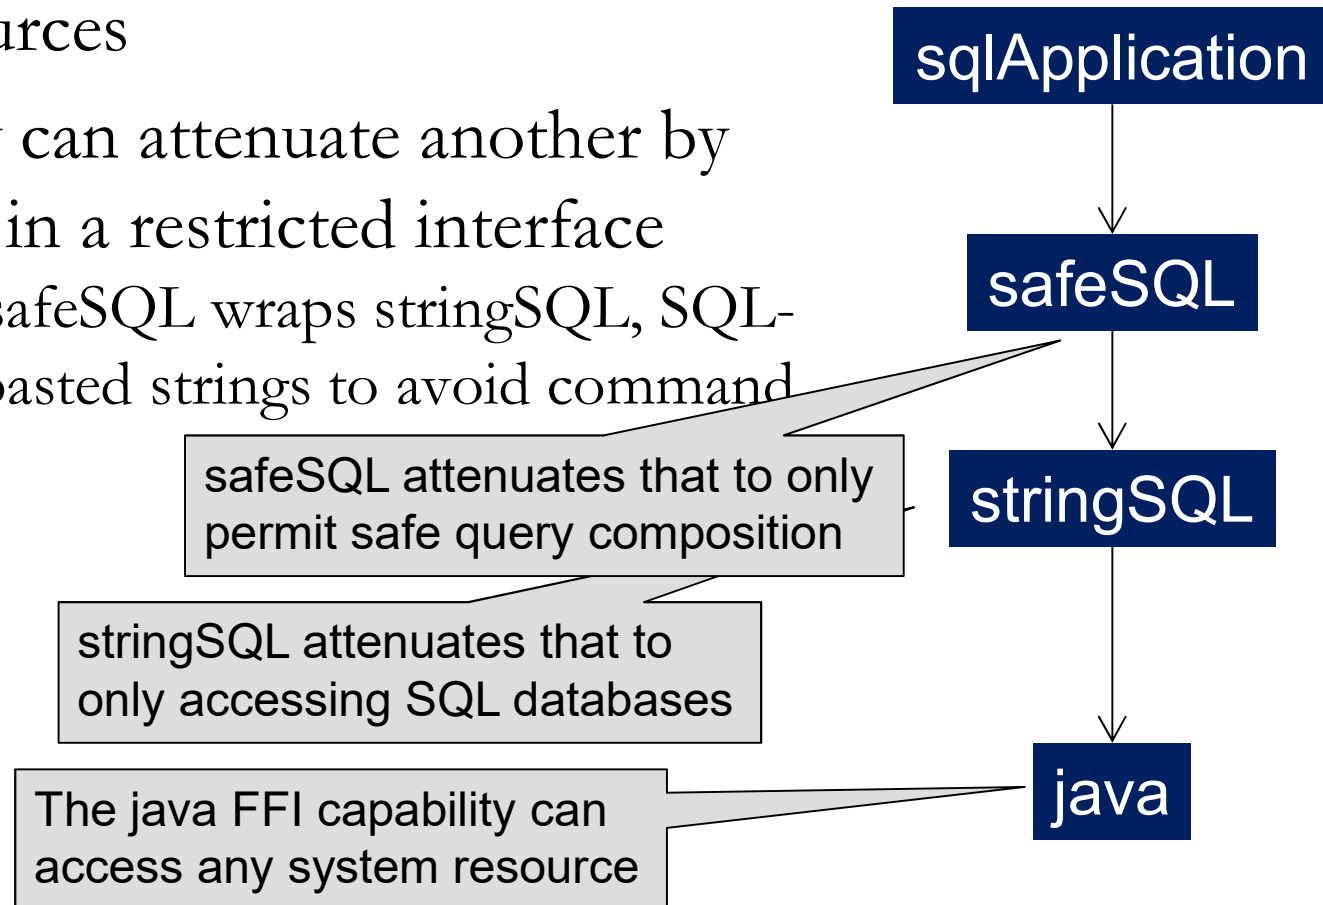 urces
can attenuate another by
in a restricted interface
safeSQL wraps stringSQL, SQL-
pasted strings to avoid command
safeSQL attenuates that to only
permit safe query composition
stringSQL attenuates that to
only accessing SQL databases
The java FFI capability can
access any system resource
sqlApplication
safeSQL
stringSQL
java